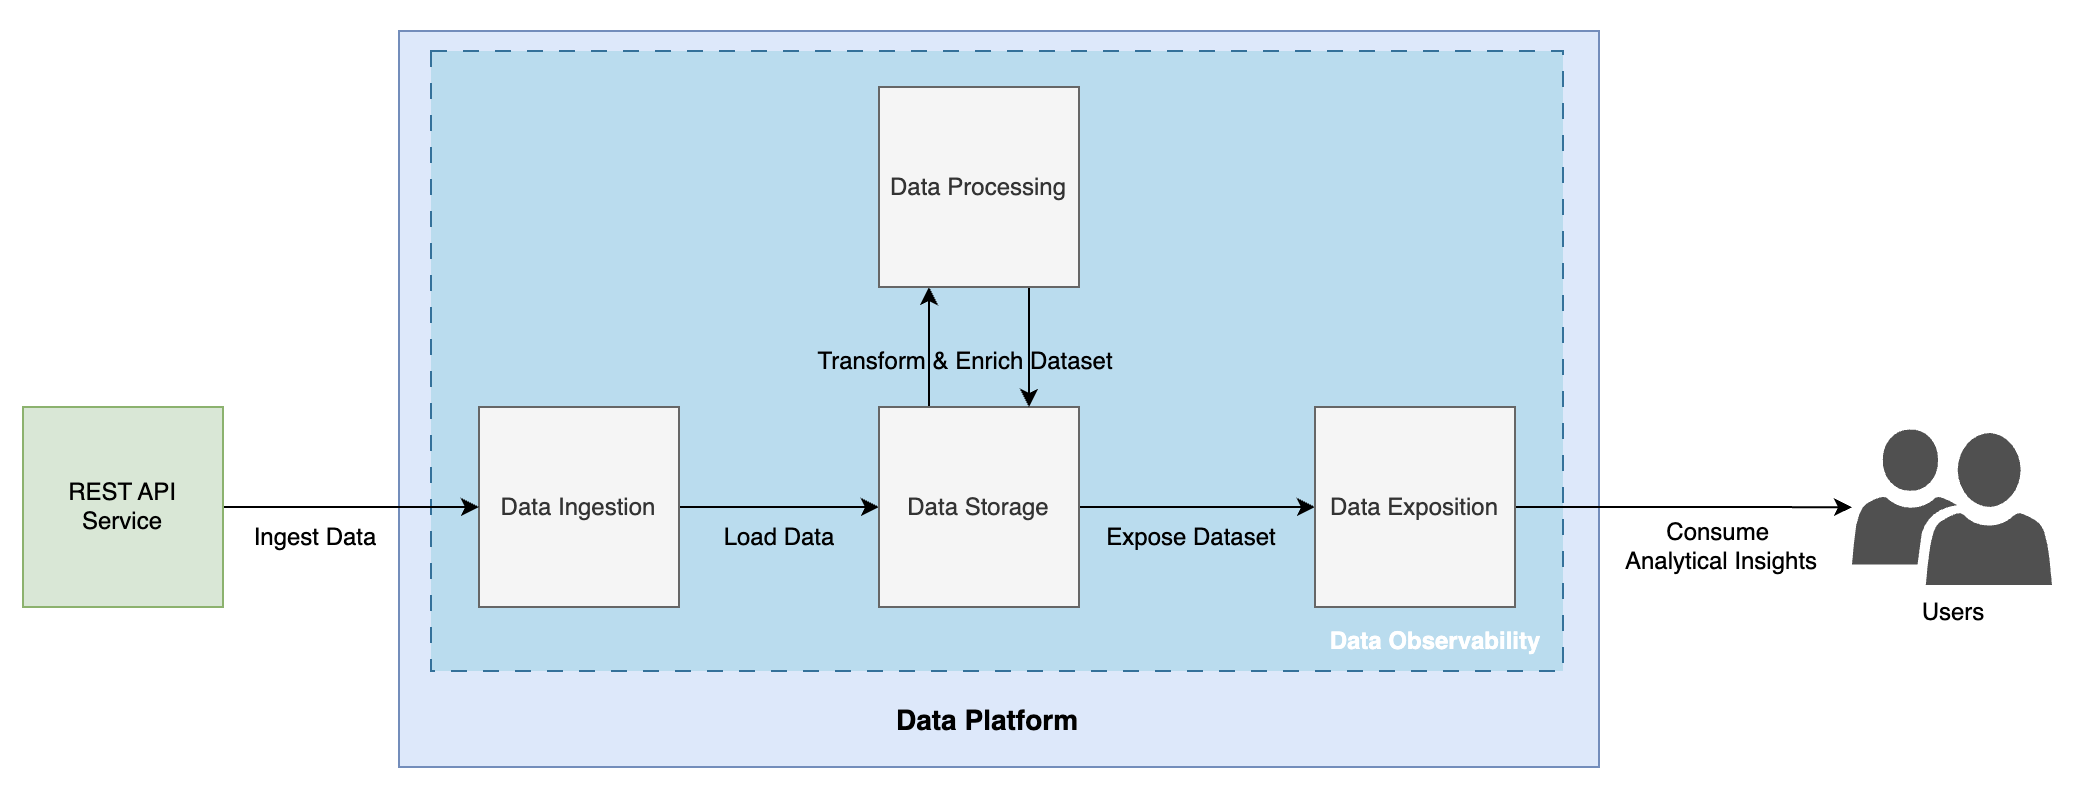 Data Processing
Transform & Enrich Dataset
REST API
Service
Ingest Data
Data Ingestion
Load Data
Data Storage
Expose Dataset
Data Exposition
Consume
Analytical Insights
Users
Data Observability
Data Platform